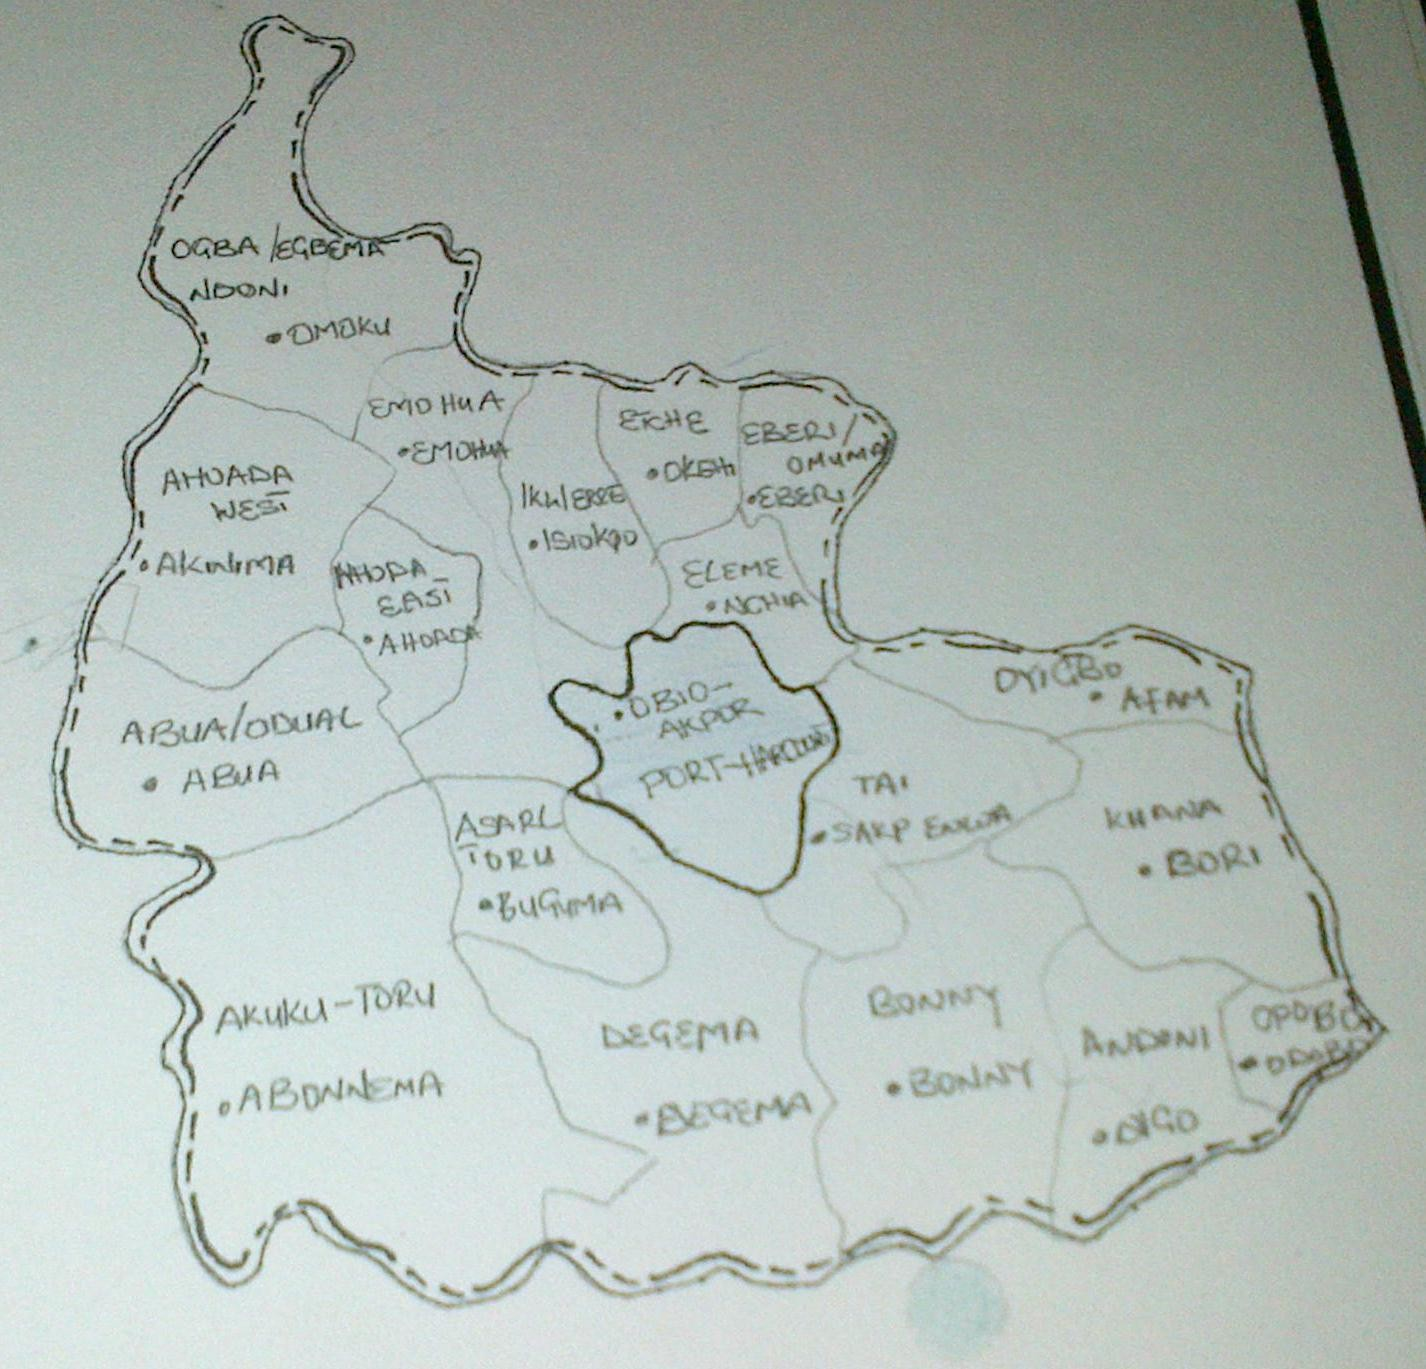 OGBA/EGBEMA
NDONI
OMOKU
EMOHUA
EMOHUA
ETCHE
OKEHI
EBERI/
OMUMA
EBERI
AHOADA
WEST
AKINIMA
IKWERRE
ISIOKPO
AHOADA
EAST
AHOADA
ELEME
NCHIA
OYIGBO
AFAM
OBIO-
AKPOR
PORT-HARCOURT
ABUA/ODUAL
ABUA
TAI
SAKP
ASARI
TORU
BUGUMA
KHANA
BORI
AKUKU-TORU
ABONNEMA
DEGEMA
DEGEMA
BONNY
BONNY
ANDONI
OPOBO
OPOBO